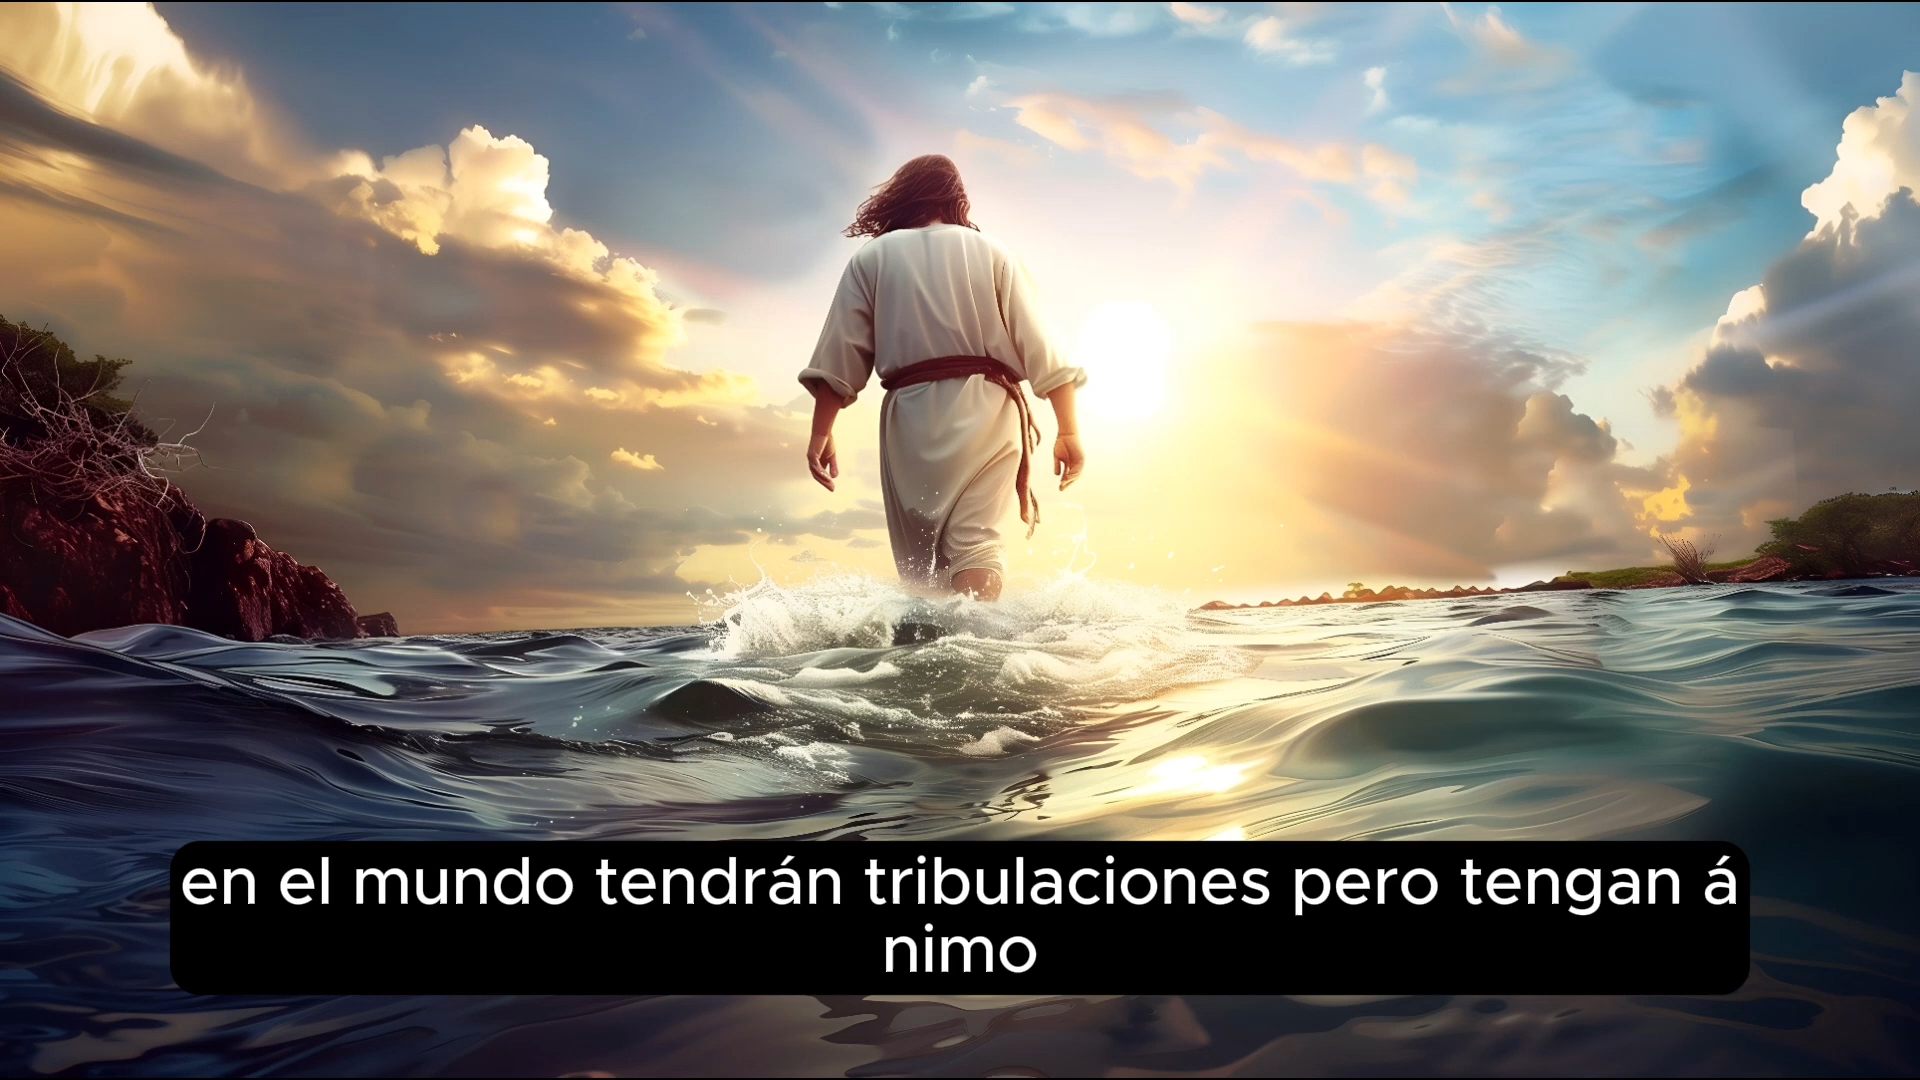 en el mundo tendrán tribulaciones pero tengan á
nimo